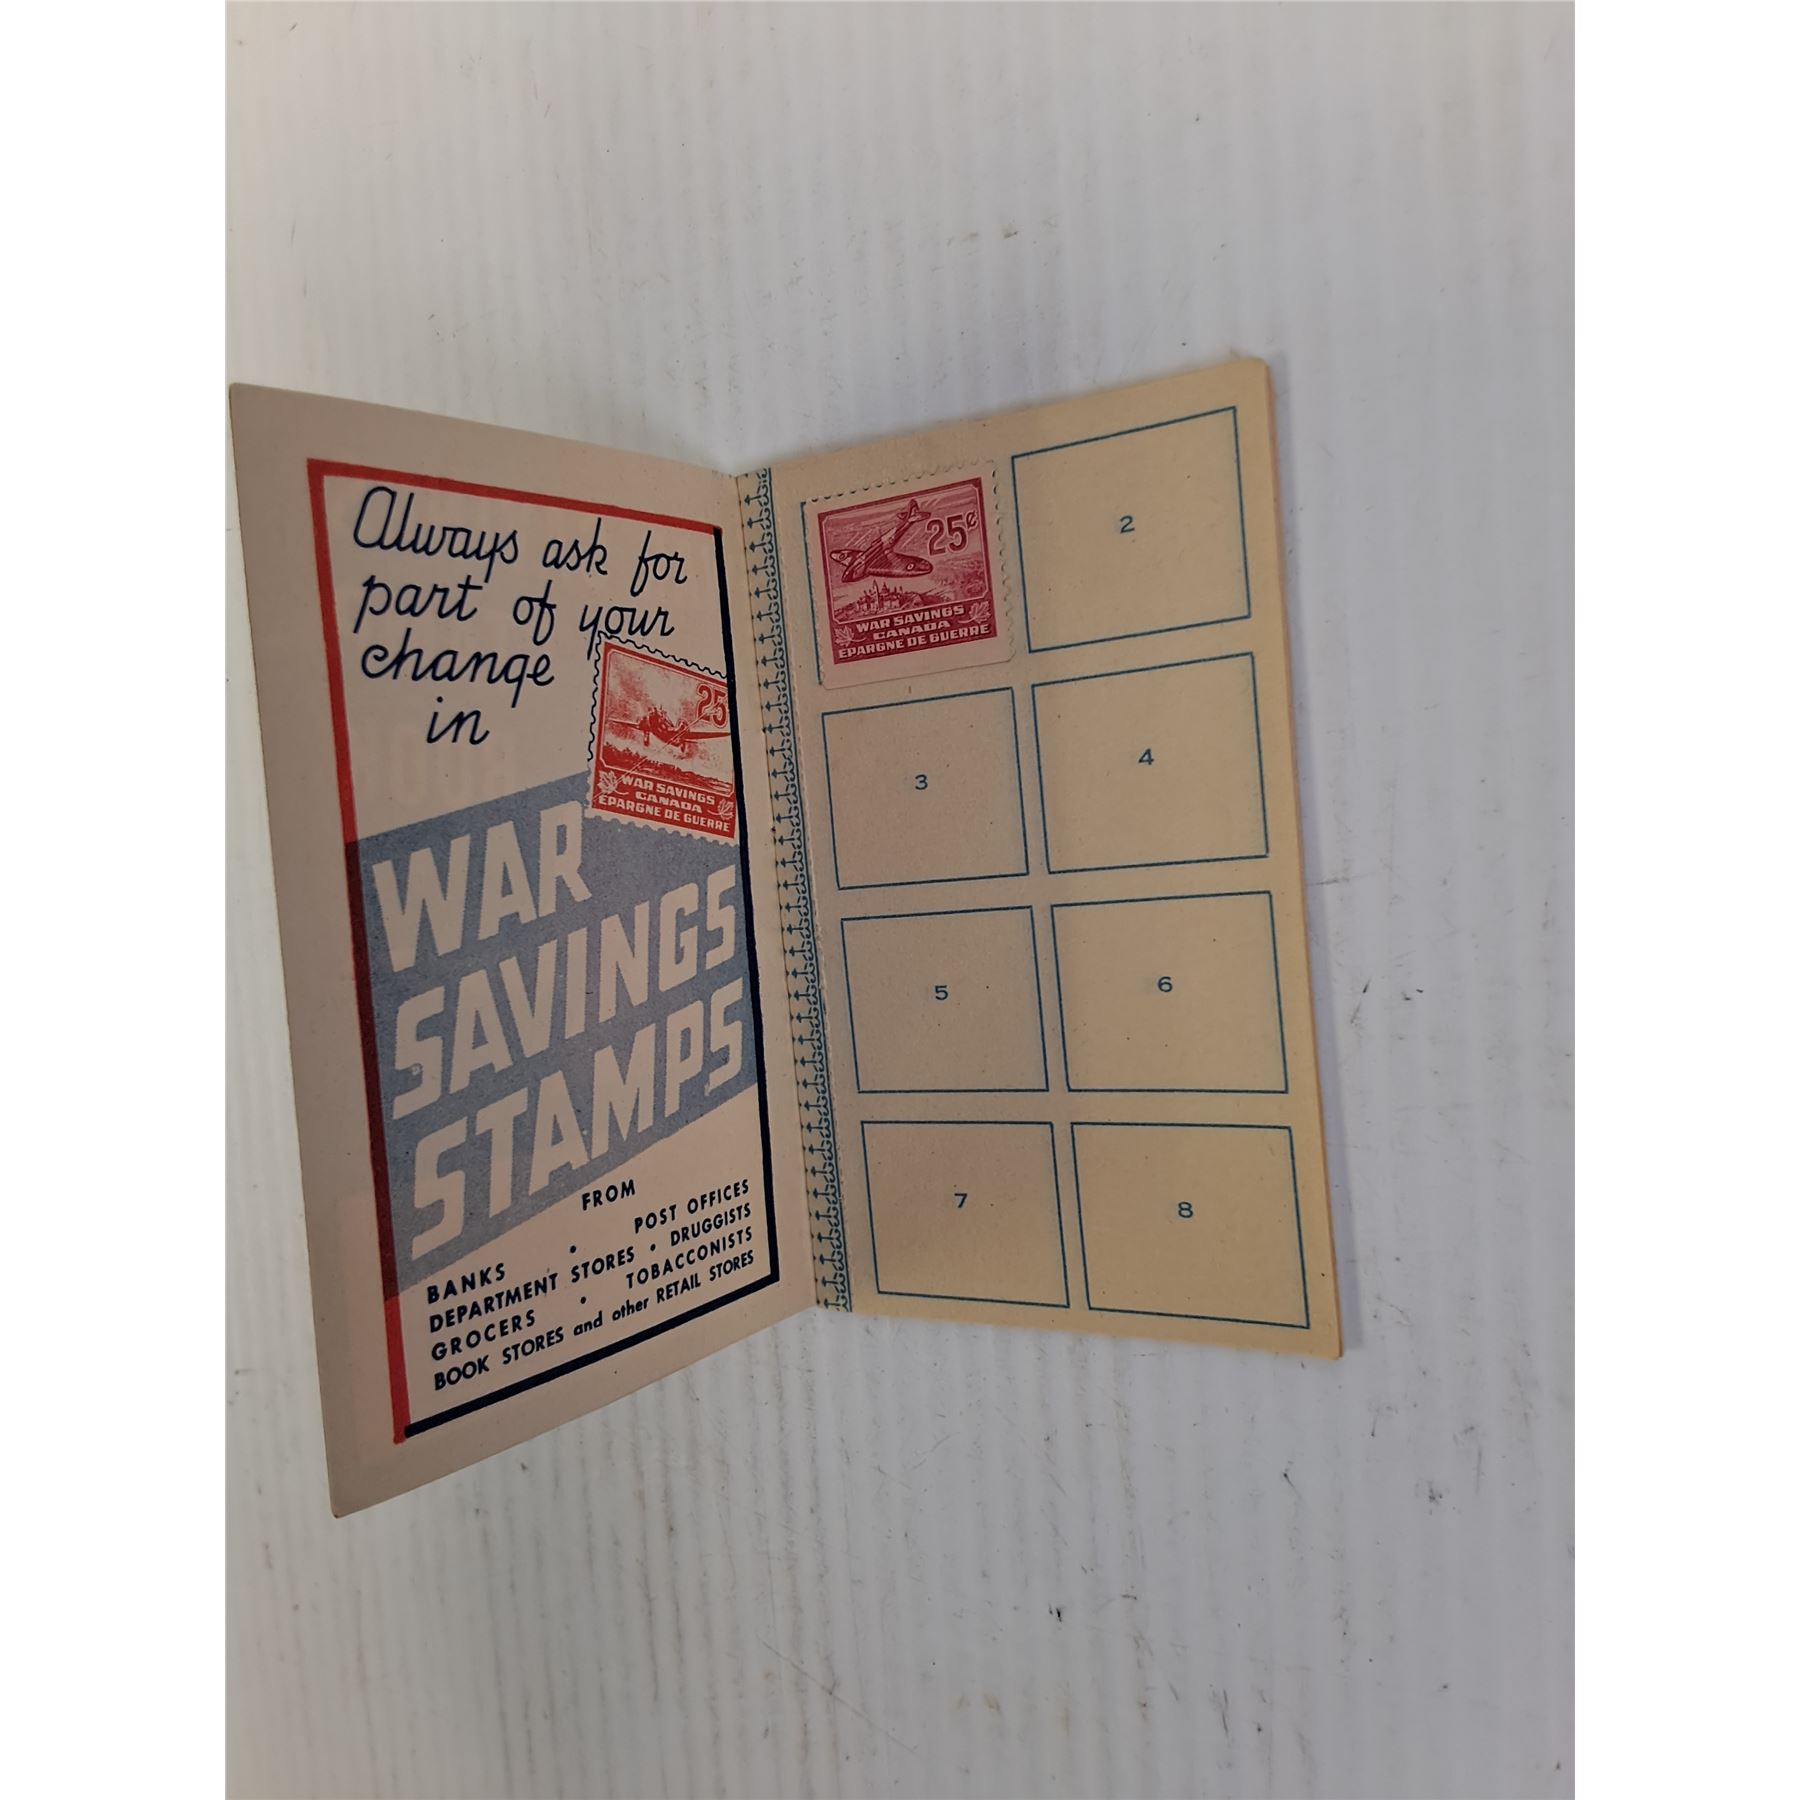 Always ask for
part of your
change
in
25
WAR SAVINGS
CANADA
EPARGNE DE GUERRE
WAR
SAVINGS
STAMPS
FROM
POST OFFICES
BANKS • DRUGGISTS
DEPARTMENT STORES • TOBACCONISTS
GROCERS •
BOOK STORES and other RETAIL STORES
25¢
WAR SAVINGS
CANADA
EPARGNE DE GUERRE
2
3
4
5
6
7
8